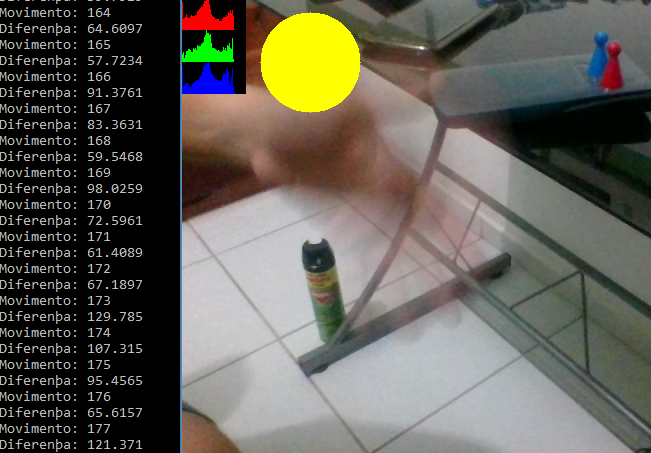 Movimento: 164
Diferenþa: 64.6097
Movimento: 165
Diferenþa: 57.7234
Movimento: 166
Diferenþa: 91.3761
Movimento: 167
Diferenþa: 83.3631
Movimento: 168
Diferenþa: 59.5468
Movimento: 169
Diferenþa: 98.0259
Movimento: 170
Diferenþa: 72.5961
Movimento: 171
Diferenþa: 61.4089
Movimento: 172
Diferenþa: 67.1897
Movimento: 173
Diferenþa: 129.785
Movimento: 174
Diferenþa: 107.315
Movimento: 175
Diferenþa: 95.4565
Movimento: 176
Diferenþa: 65.6157
Movimento: 177
Diferenþa: 121.371